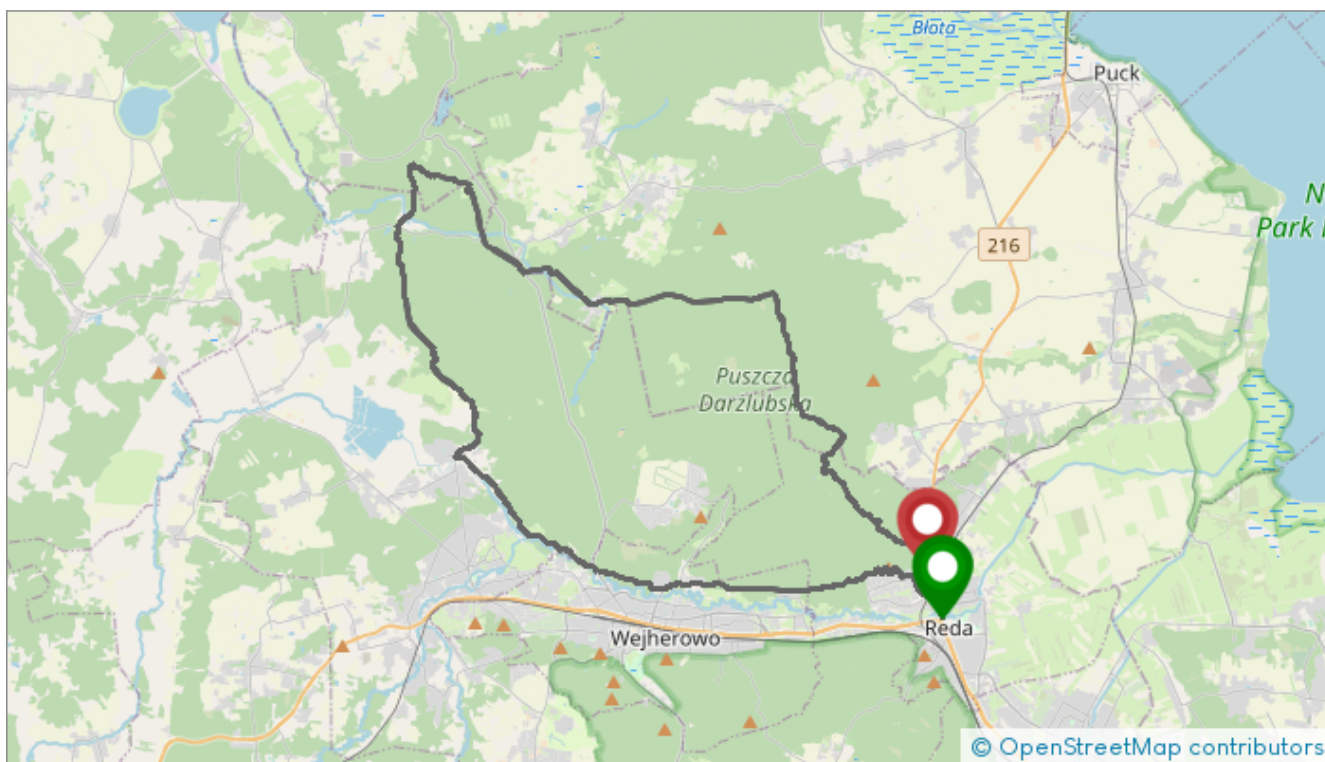 Błota
Puck
N
Park
216
Puszcza
Darżlubska
Wejherowo
Reda
© OpenStreetMap contributors